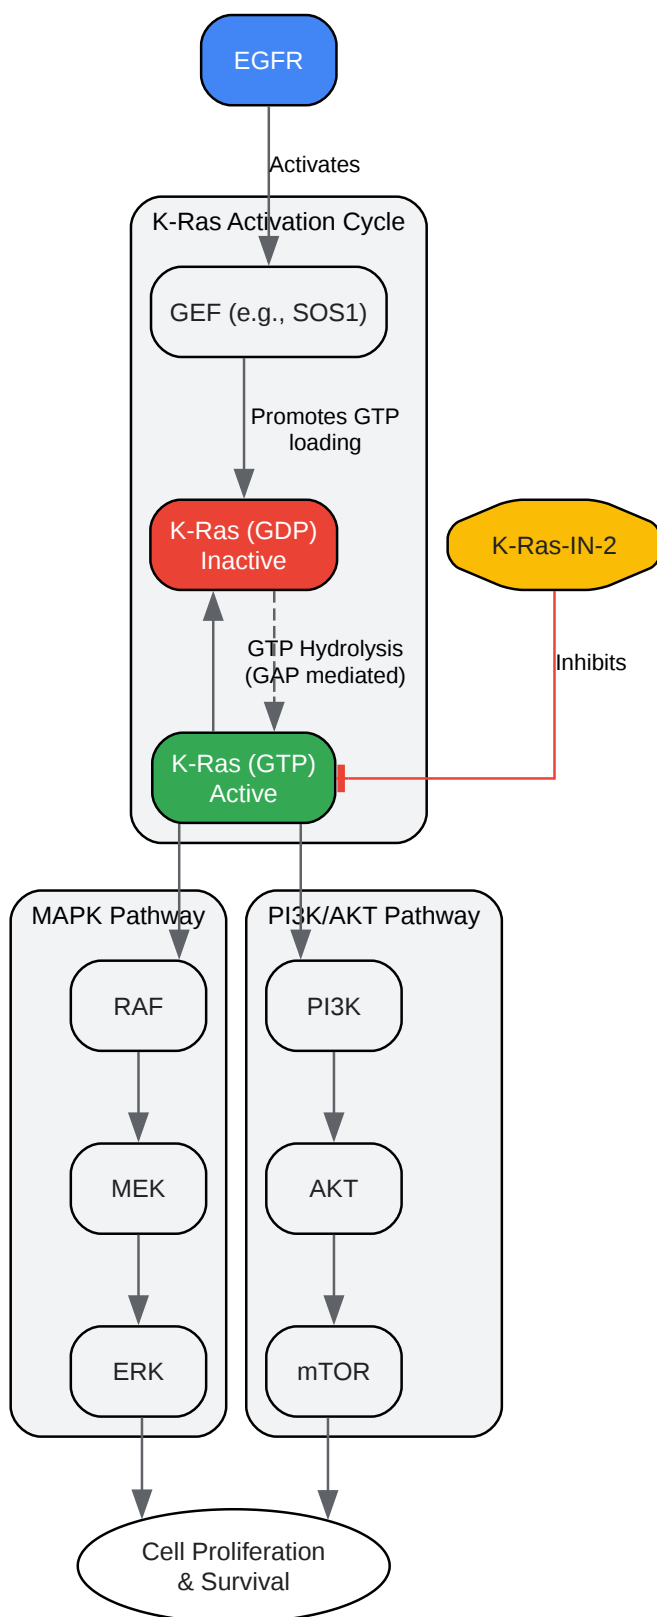 EGFR
Activates
K-Ras Activation Cycle
GEF (e.g., SOS1)
Promotes GTP
loading
K-Ras (GDP)
Inactive
K-Ras-IN-2
GTP Hydrolysis
(GAP mediated)
Inhibits
K-Ras (GTP)
Active
MAPK Pathway
PI3K/AKT Pathway
RAF
PI3K
MEK
AKT
ERK
mTOR
Cell Proliferation
& Survival